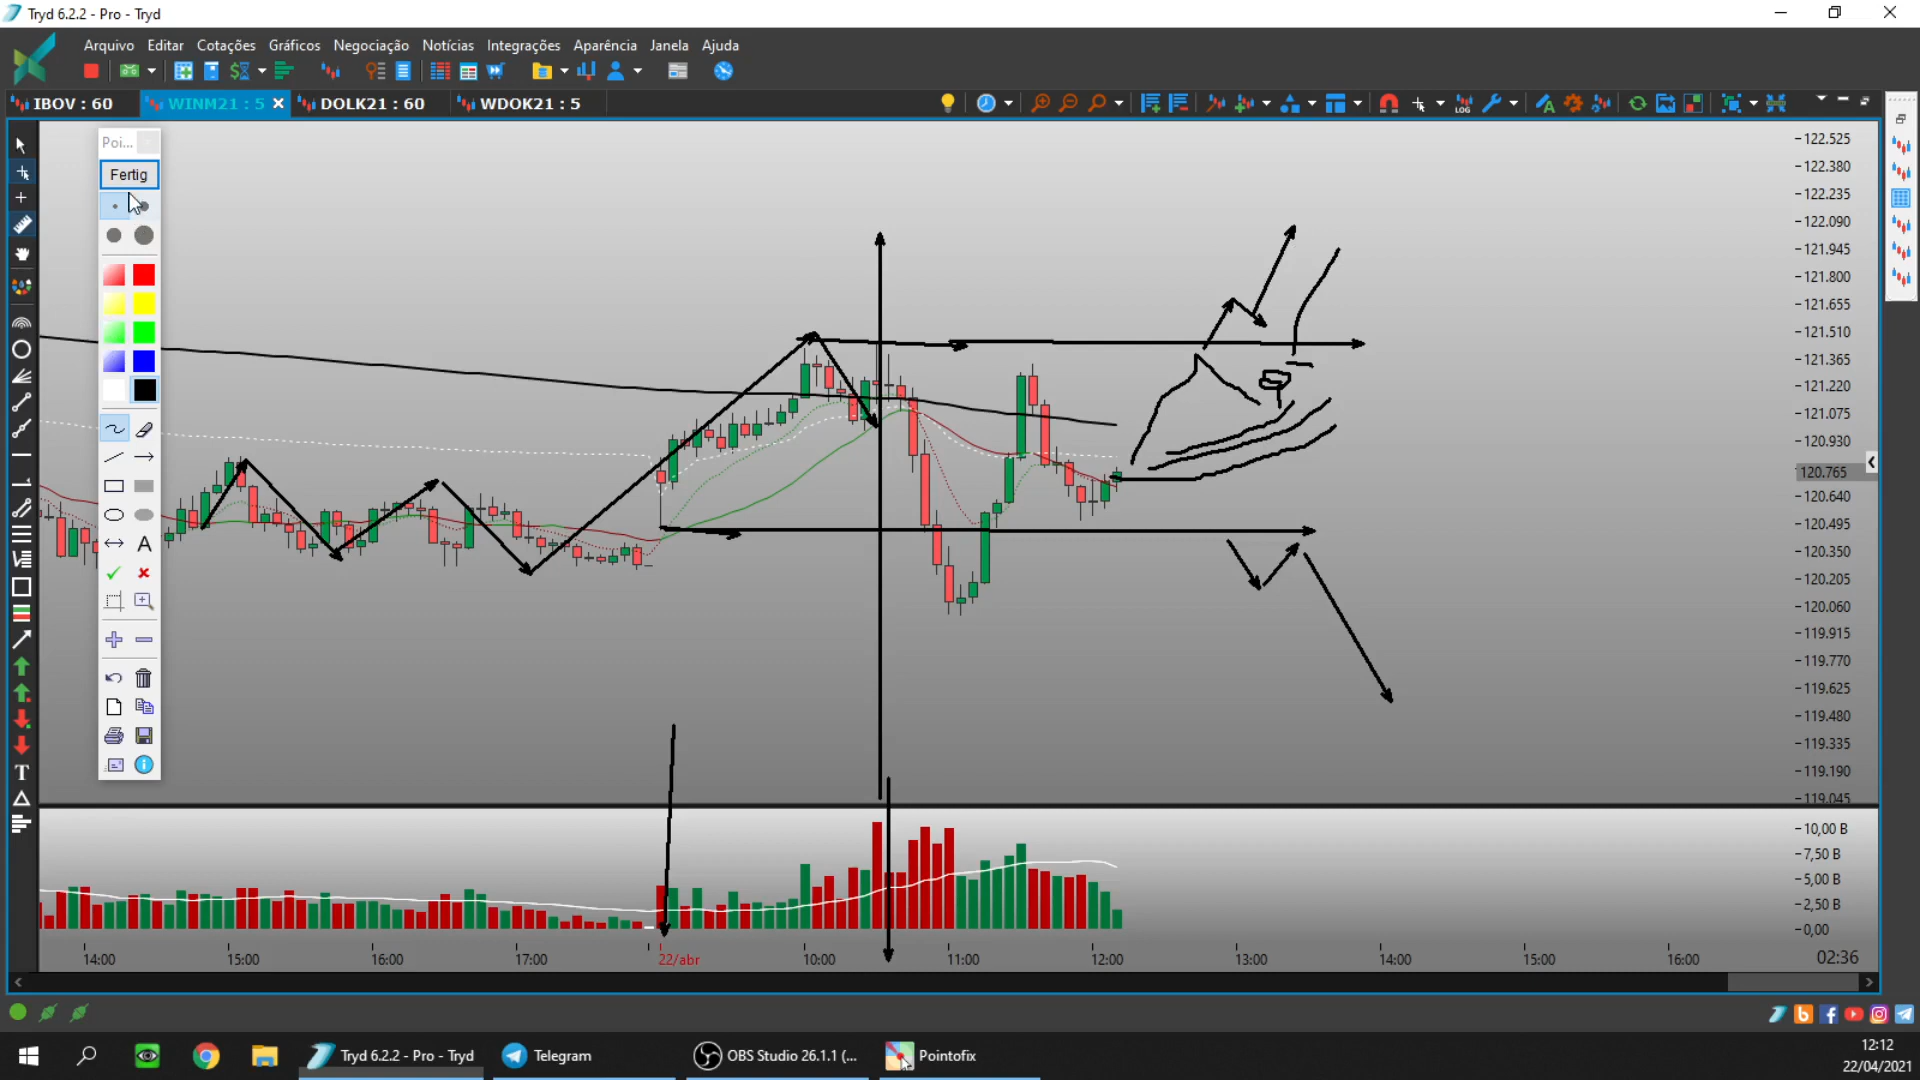 Tryd 6.2.2 - Pro - Tryd
Arquivo Editar Cotações Gráficos Negociação Notícias Integrações Aparência Janela Ajuda
IBOV : 60 WINM21 : 5 DOLK21 : 60 WDOK21 : 5
LOG
Poi...
Fertig
A
T
122.525
122.380
122.235
122.090
121.945
121.800
121.655
121.510
121.365
121.220
121.075
120.930
120.765
120.640
120.495
120.350
120.205
120.060
119.915
119.770
119.625
119.480
119.335
119.190
119.045
10,00 B
7,50 B
5,00 B
2,50 B
0,00
14:00 15:00 16:00 17:00 22/abr 10:00 11:00 12:00 13:00 14:00 15:00 16:00 02:36
Tryd 6.2.2 - Pro - Tryd Telegram OBS Studio 26.1.1 (... Pointofix
12:12
22/04/2021